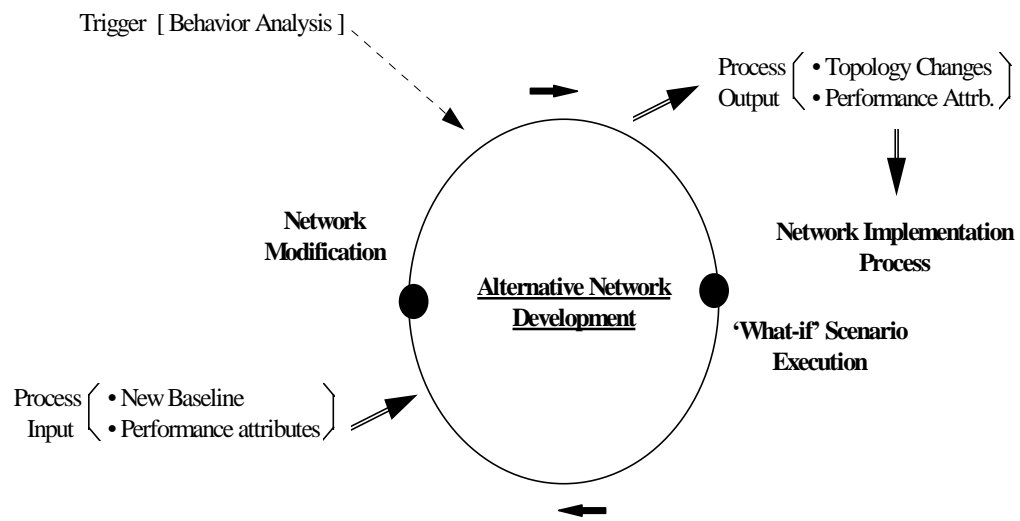 Trigger [ Behavior Analysis ]
Process • Topology Changes
Output • Performance Attrb.
Network
Modification
Network Implementation
Process
Alternative Network
Development
‘What-if’ Scenario
Execution
Process • New Baseline
Input • Performance attributes